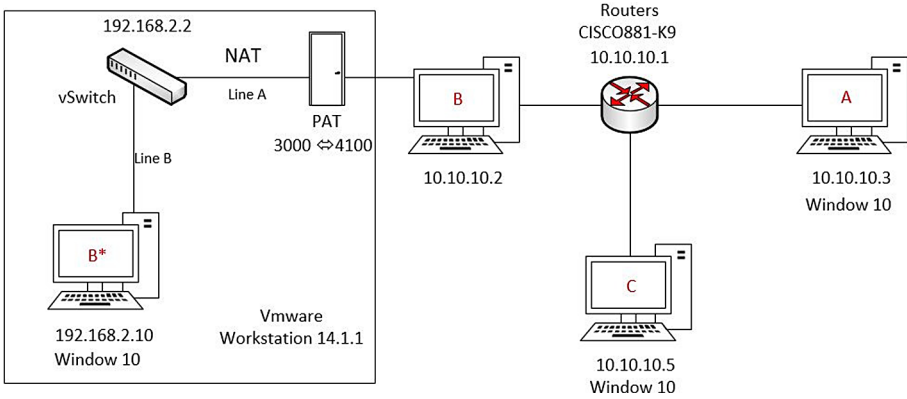 192.168.2.2
NAT
vSwitch
Line A
PAT
3000 ⇔4100
Line B
B*
192.168.2.10
Window 10
Vmware
Workstation 14.1.1
B
10.10.10.2
Routers
CISCO881-K9
10.10.10.1
A
10.10.10.3
Window 10
C
10.10.10.5
Window 10